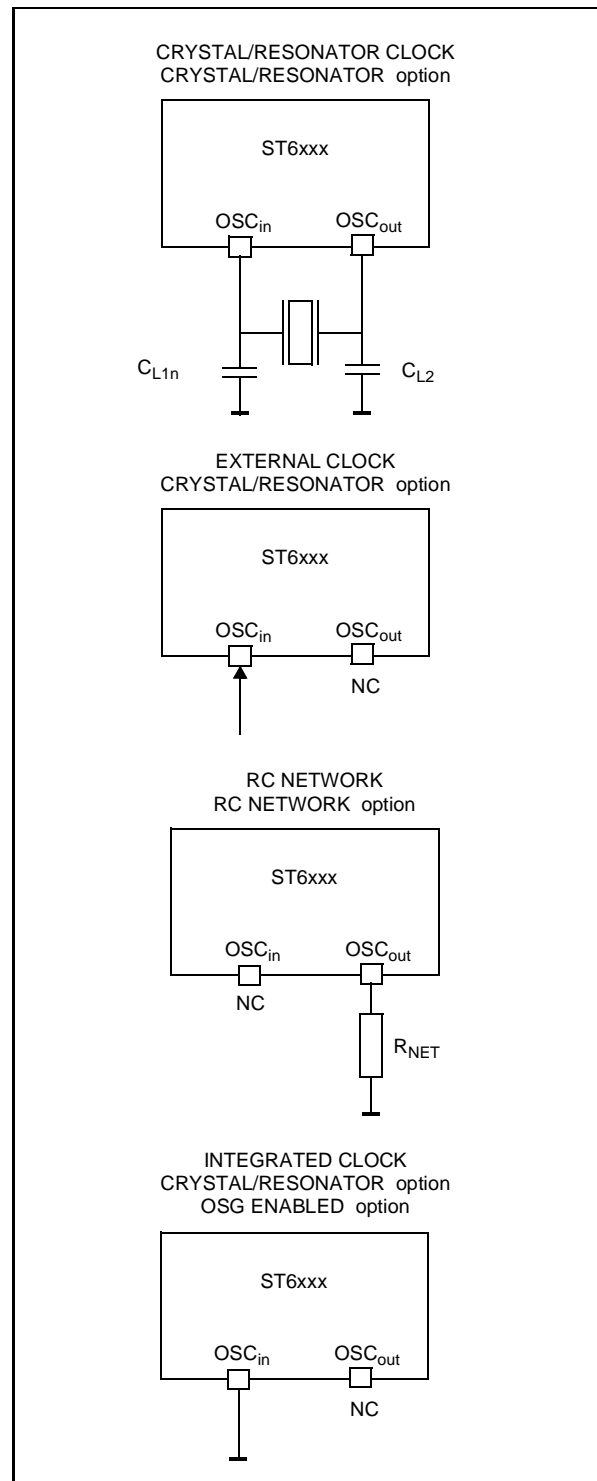 CRYSTAL/RESONATOR CLOCK
CRYSTAL/RESONATOR option
ST6xxx
OSCin OSCout
CL1n CL2
EXTERNAL CLOCK
CRYSTAL/RESONATOR option
ST6xxx
OSCin OSCout
NC
RC NETWORK
RC NETWORK option
ST6xxx
OSCin OSCout
NC
RNET
INTEGRATED CLOCK
CRYSTAL/RESONATOR option
OSG ENABLED option
ST6xxx
OSCin OSCout
NC